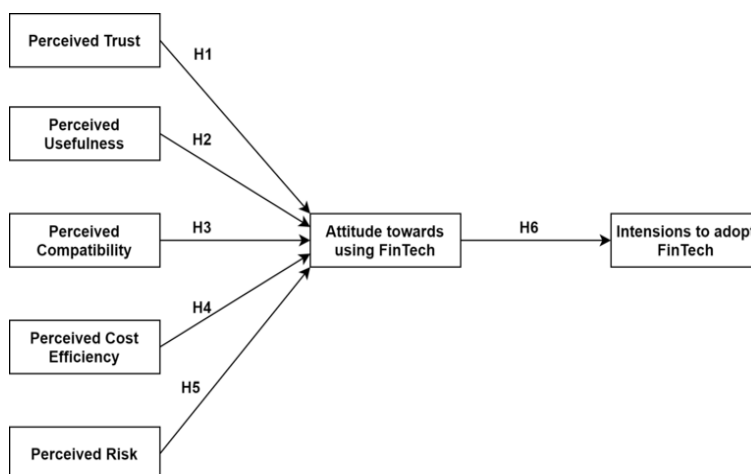 Perceived Trust
H1
Perceived
Usefulness
H2
Perceived
Compatibility
H3
Attitude towards
using FinTech
H6
Intensions to adopt
FinTech
H4
Perceived Cost
Efficiency
H5
Perceived Risk